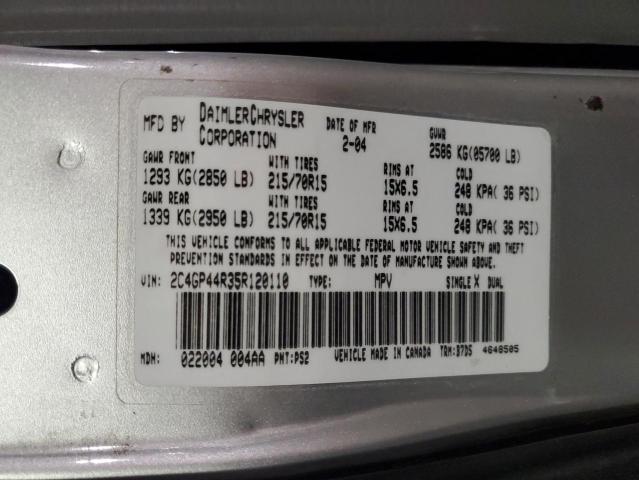 MFD BY DAIMLERCHRYSLER CORPORATION DATE OF MFR 2-04 GVWR 2586 KG(05700 LB)
GAWR FRONT WITH TIRES RIMS AT COLD
1293 KG(2850 LB) 215/70R15 15X6.5 248 KPA( 36 PSI)
GAWR REAR WITH TIRES RIMS AT COLD
1339 KG(2950 LB) 215/70R15 15X6.5 248 KPA( 36 PSI)
THIS VEHICLE CONFORMS TO ALL APPLICABLE FEDERAL MOTOR VEHICLE SAFETY AND THEFT
PREVENTION STANDARDS IN EFFECT ON THE DATE OF MANUFACTURE SHOWN ABOVE.
VIN: 2C4GP44R35R120110 TYPE: MPV SINGLE X DUAL
MDH: 022004 004AA PNT:PS2 VEHICLE MADE IN CANADA TRM:B7D5 4648505